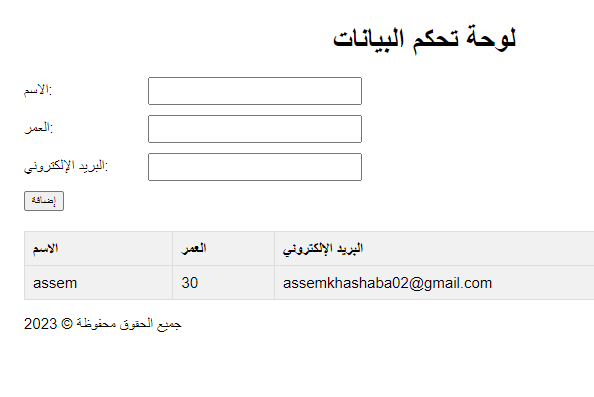 لوحة تحكم البيانات
الاسم:
العمر:
البريد الإلكتروني:
إضافة
الاسم العمر البريد الإلكتروني
assem 30 assemkhashaba02@gmail.com
جميع الحقوق محفوظة © 2023